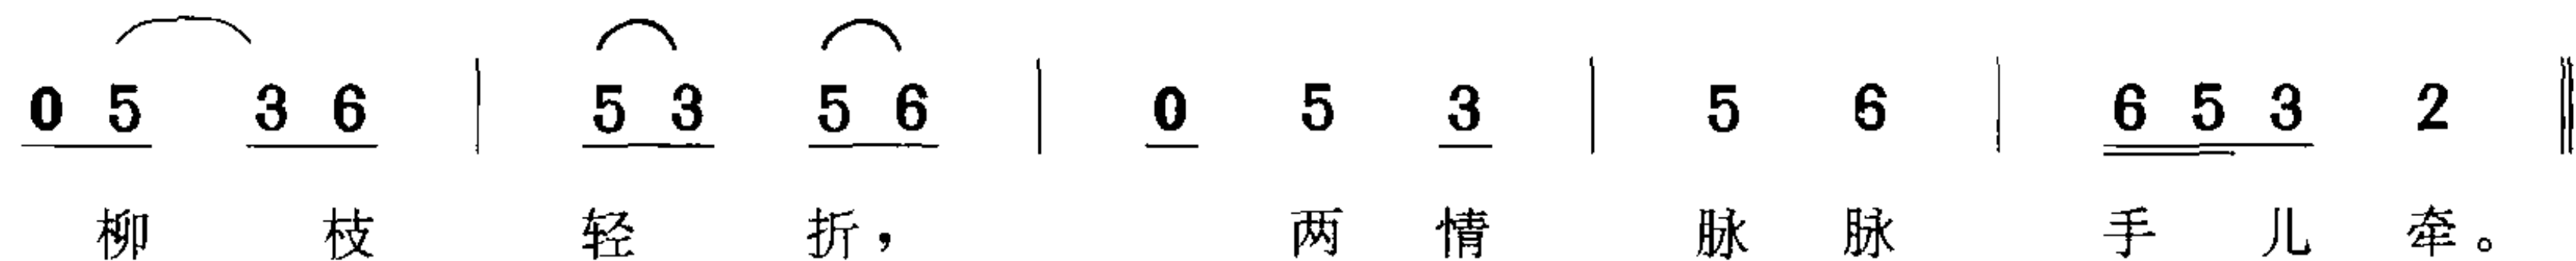 0 5 3 6 | 5 3 5 6 | 0 5 3 | 5 6 | 6 5 3 2 ‖
柳 枝 轻 折， 两 情 脉 脉 手 儿 牵。